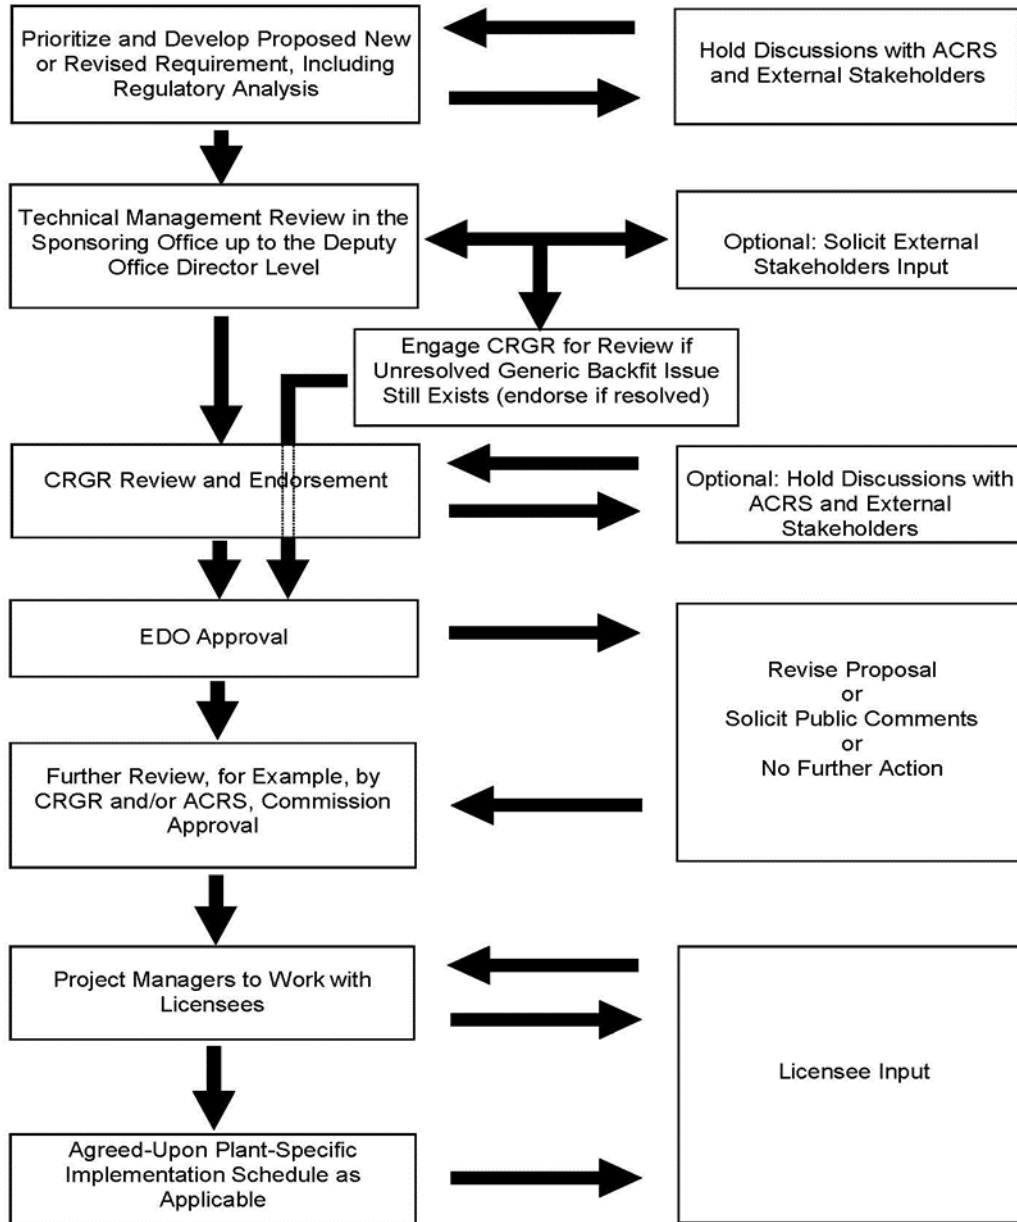 Prioritize and Develop Proposed New
or Revised Requirement, Including
Regulatory Analysis
Hold Discussions with ACRS
and External Stakeholders
Technical Management Review in the
Sponsoring Office up to the Deputy
Office Director Level
Optional: Solicit External
Stakeholders Input
Engage CRGR for Review if
Unresolved Generic Backfit Issue
Still Exists (endorse if resolved)
CRGR Review and Endorsement
Optional: Hold Discussions with
ACRS and External
Stakeholders
EDO Approval
Revise Proposal
or
Solicit Public Comments
or
No Further Action
Further Review, for Example, by
CRGR and/or ACRS, Commission
Approval
Project Managers to Work with
Licensees
Licensee Input
Agreed-Upon Plant-Specific
Implementation Schedule as
Applicable